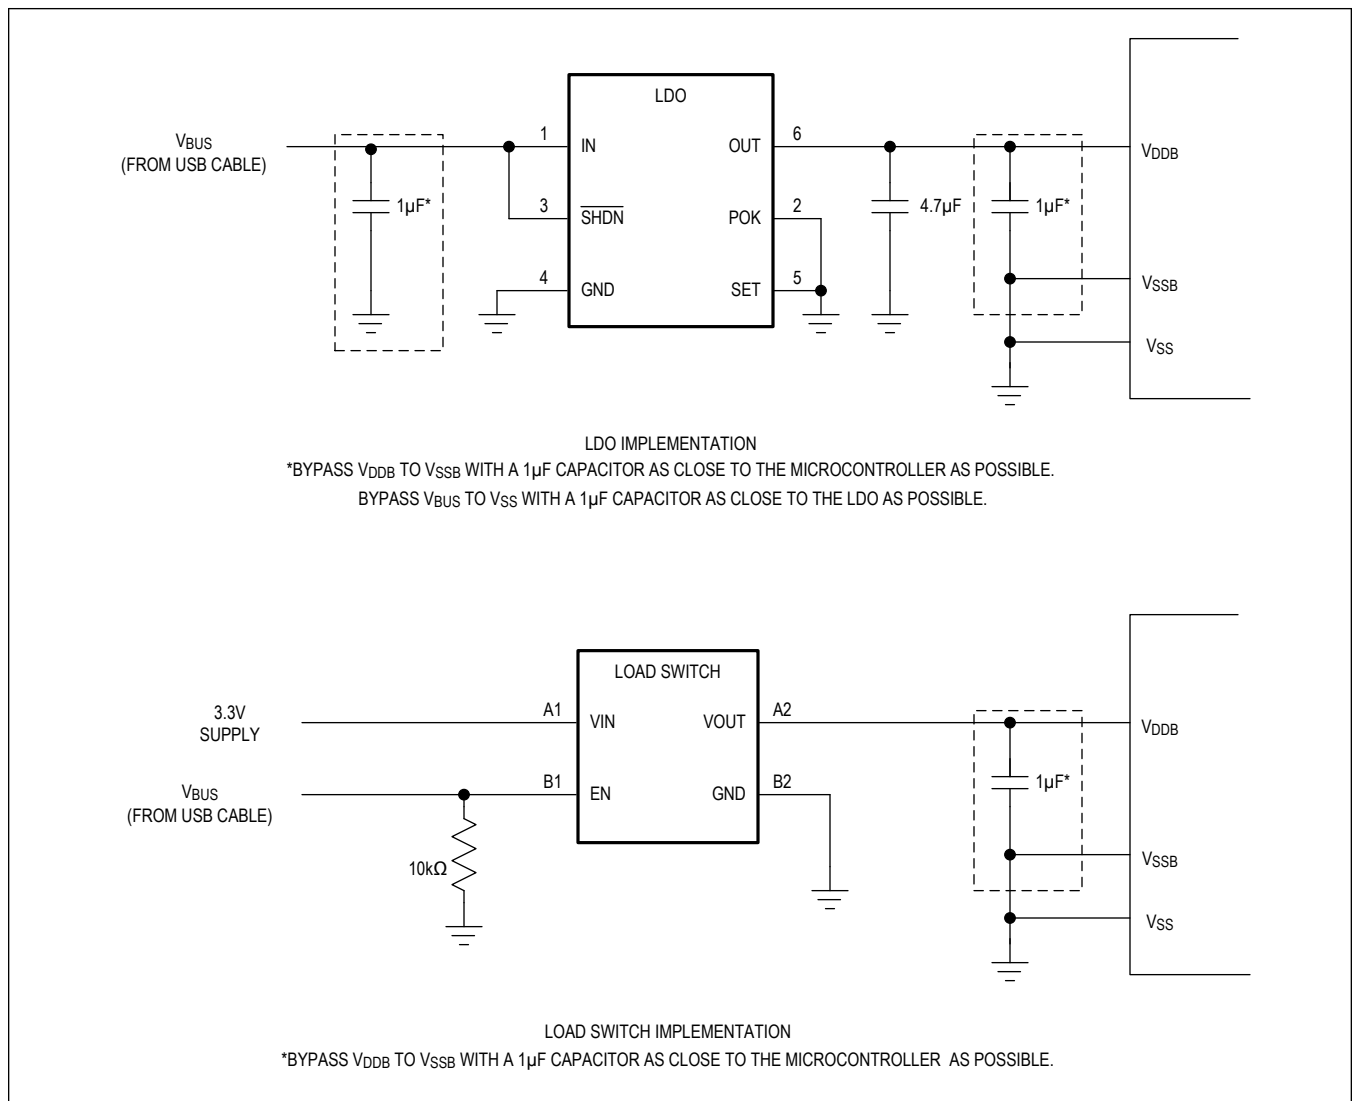 LDO
VBUS
(FROM USB CABLE)
1µF*
1
IN
3
SHDN
4
GND
6
OUT
2
POK
5
SET
4.7µF
1µF*
VDDB
VSSB
VSS
LDO IMPLEMENTATION
*BYPASS VDDB TO VSSB WITH A 1µF CAPACITOR AS CLOSE TO THE MICROCONTROLLER AS POSSIBLE.
BYPASS VBUS TO VSS WITH A 1µF CAPACITOR AS CLOSE TO THE LDO AS POSSIBLE.
LOAD SWITCH
3.3V
SUPPLY
A1
VIN
VOUT
A2
VBUS
(FROM USB CABLE)
B1
EN
GND
B2
10kΩ
1µF*
VDDB
VSSB
VSS
LOAD SWITCH IMPLEMENTATION
*BYPASS VDDB TO VSSB WITH A 1µF CAPACITOR AS CLOSE TO THE MICROCONTROLLER AS POSSIBLE.